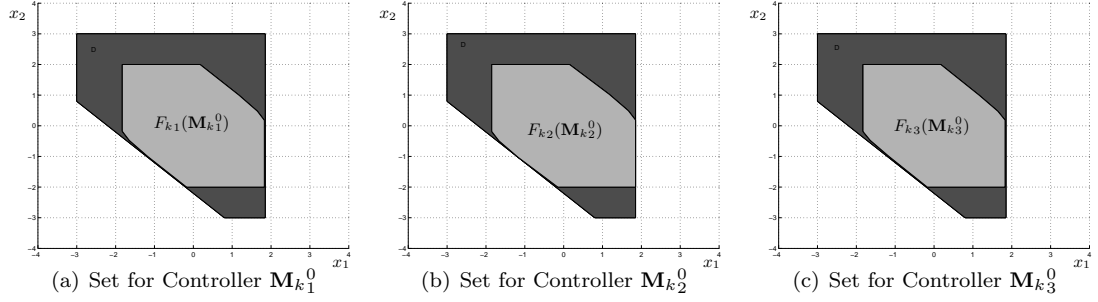 x₂
4
3
2
1
0
−1
−2
−3
−4
D
F_{k1}(M_{k1}^0)
−4 −3 −2 −1 0 1 2 3 4
x₁
(a) Set for Controller M_{k1}^0
x₂
4
3
2
1
0
−1
−2
−3
−4
D
F_{k2}(M_{k2}^0)
−4 −3 −2 −1 0 1 2 3 4
x₁
(b) Set for Controller M_{k2}^0
x₂
4
3
2
1
0
−1
−2
−3
−4
D
F_{k3}(M_{k3}^0)
−4 −3 −2 −1 0 1 2 3 4
x₁
(c) Set for Controller M_{k3}^0